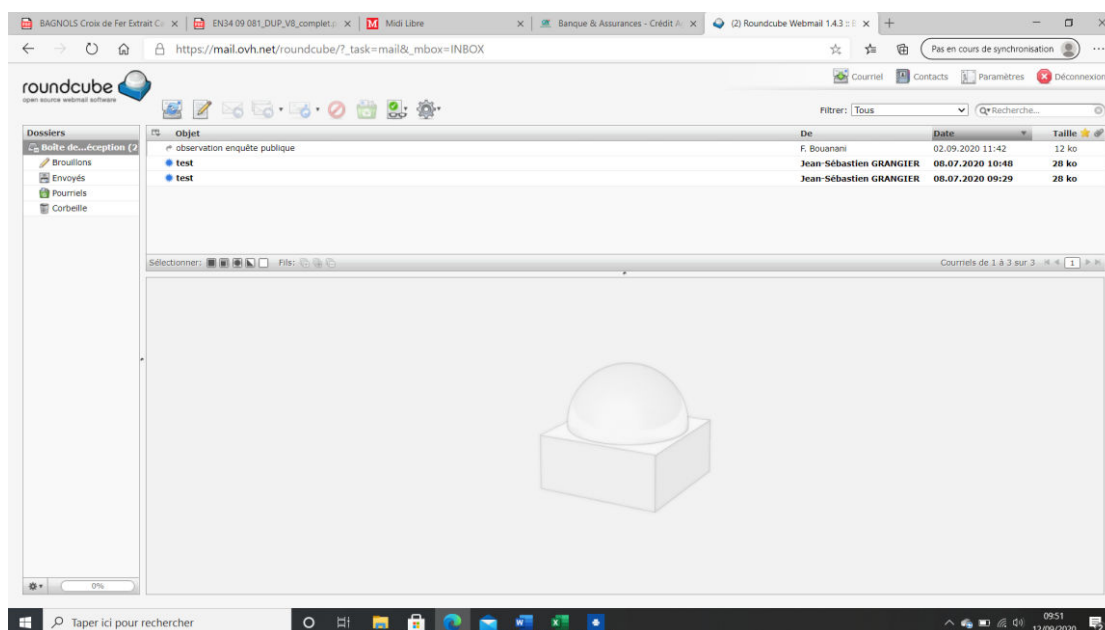 BAGNOLS Croix de Fer Extrait Ca
EN34 09 081_DUP_V8_complet.p
Midi Libre
Banque & Assurances - Crédit A
(2) Roundcube Webmail 1.4.3 ::
https://mail.ovh.net/roundcube/?_task=mail&_mbox=INBOX
Pas en cours de synchronisation
roundcube
open source webmail software
Courriel Contacts Paramètres Déconnexion
Filtrer: Tous Recherche...
Dossiers
Boîte de...éception (2
Brouillons
Envoyés
Pourriels
Corbeille
Objet De Date Taille
observation enquête publique F. Bouanani 02.09.2020 11:42 12 ko
test Jean-Sébastien GRANGIER 08.07.2020 10:48 28 ko
test Jean-Sébastien GRANGIER 08.07.2020 09:29 28 ko
Sélectionner: Fils: Courriels de 1 à 3 sur 3 1
0%
Taper ici pour rechercher
09:51
12/09/2020